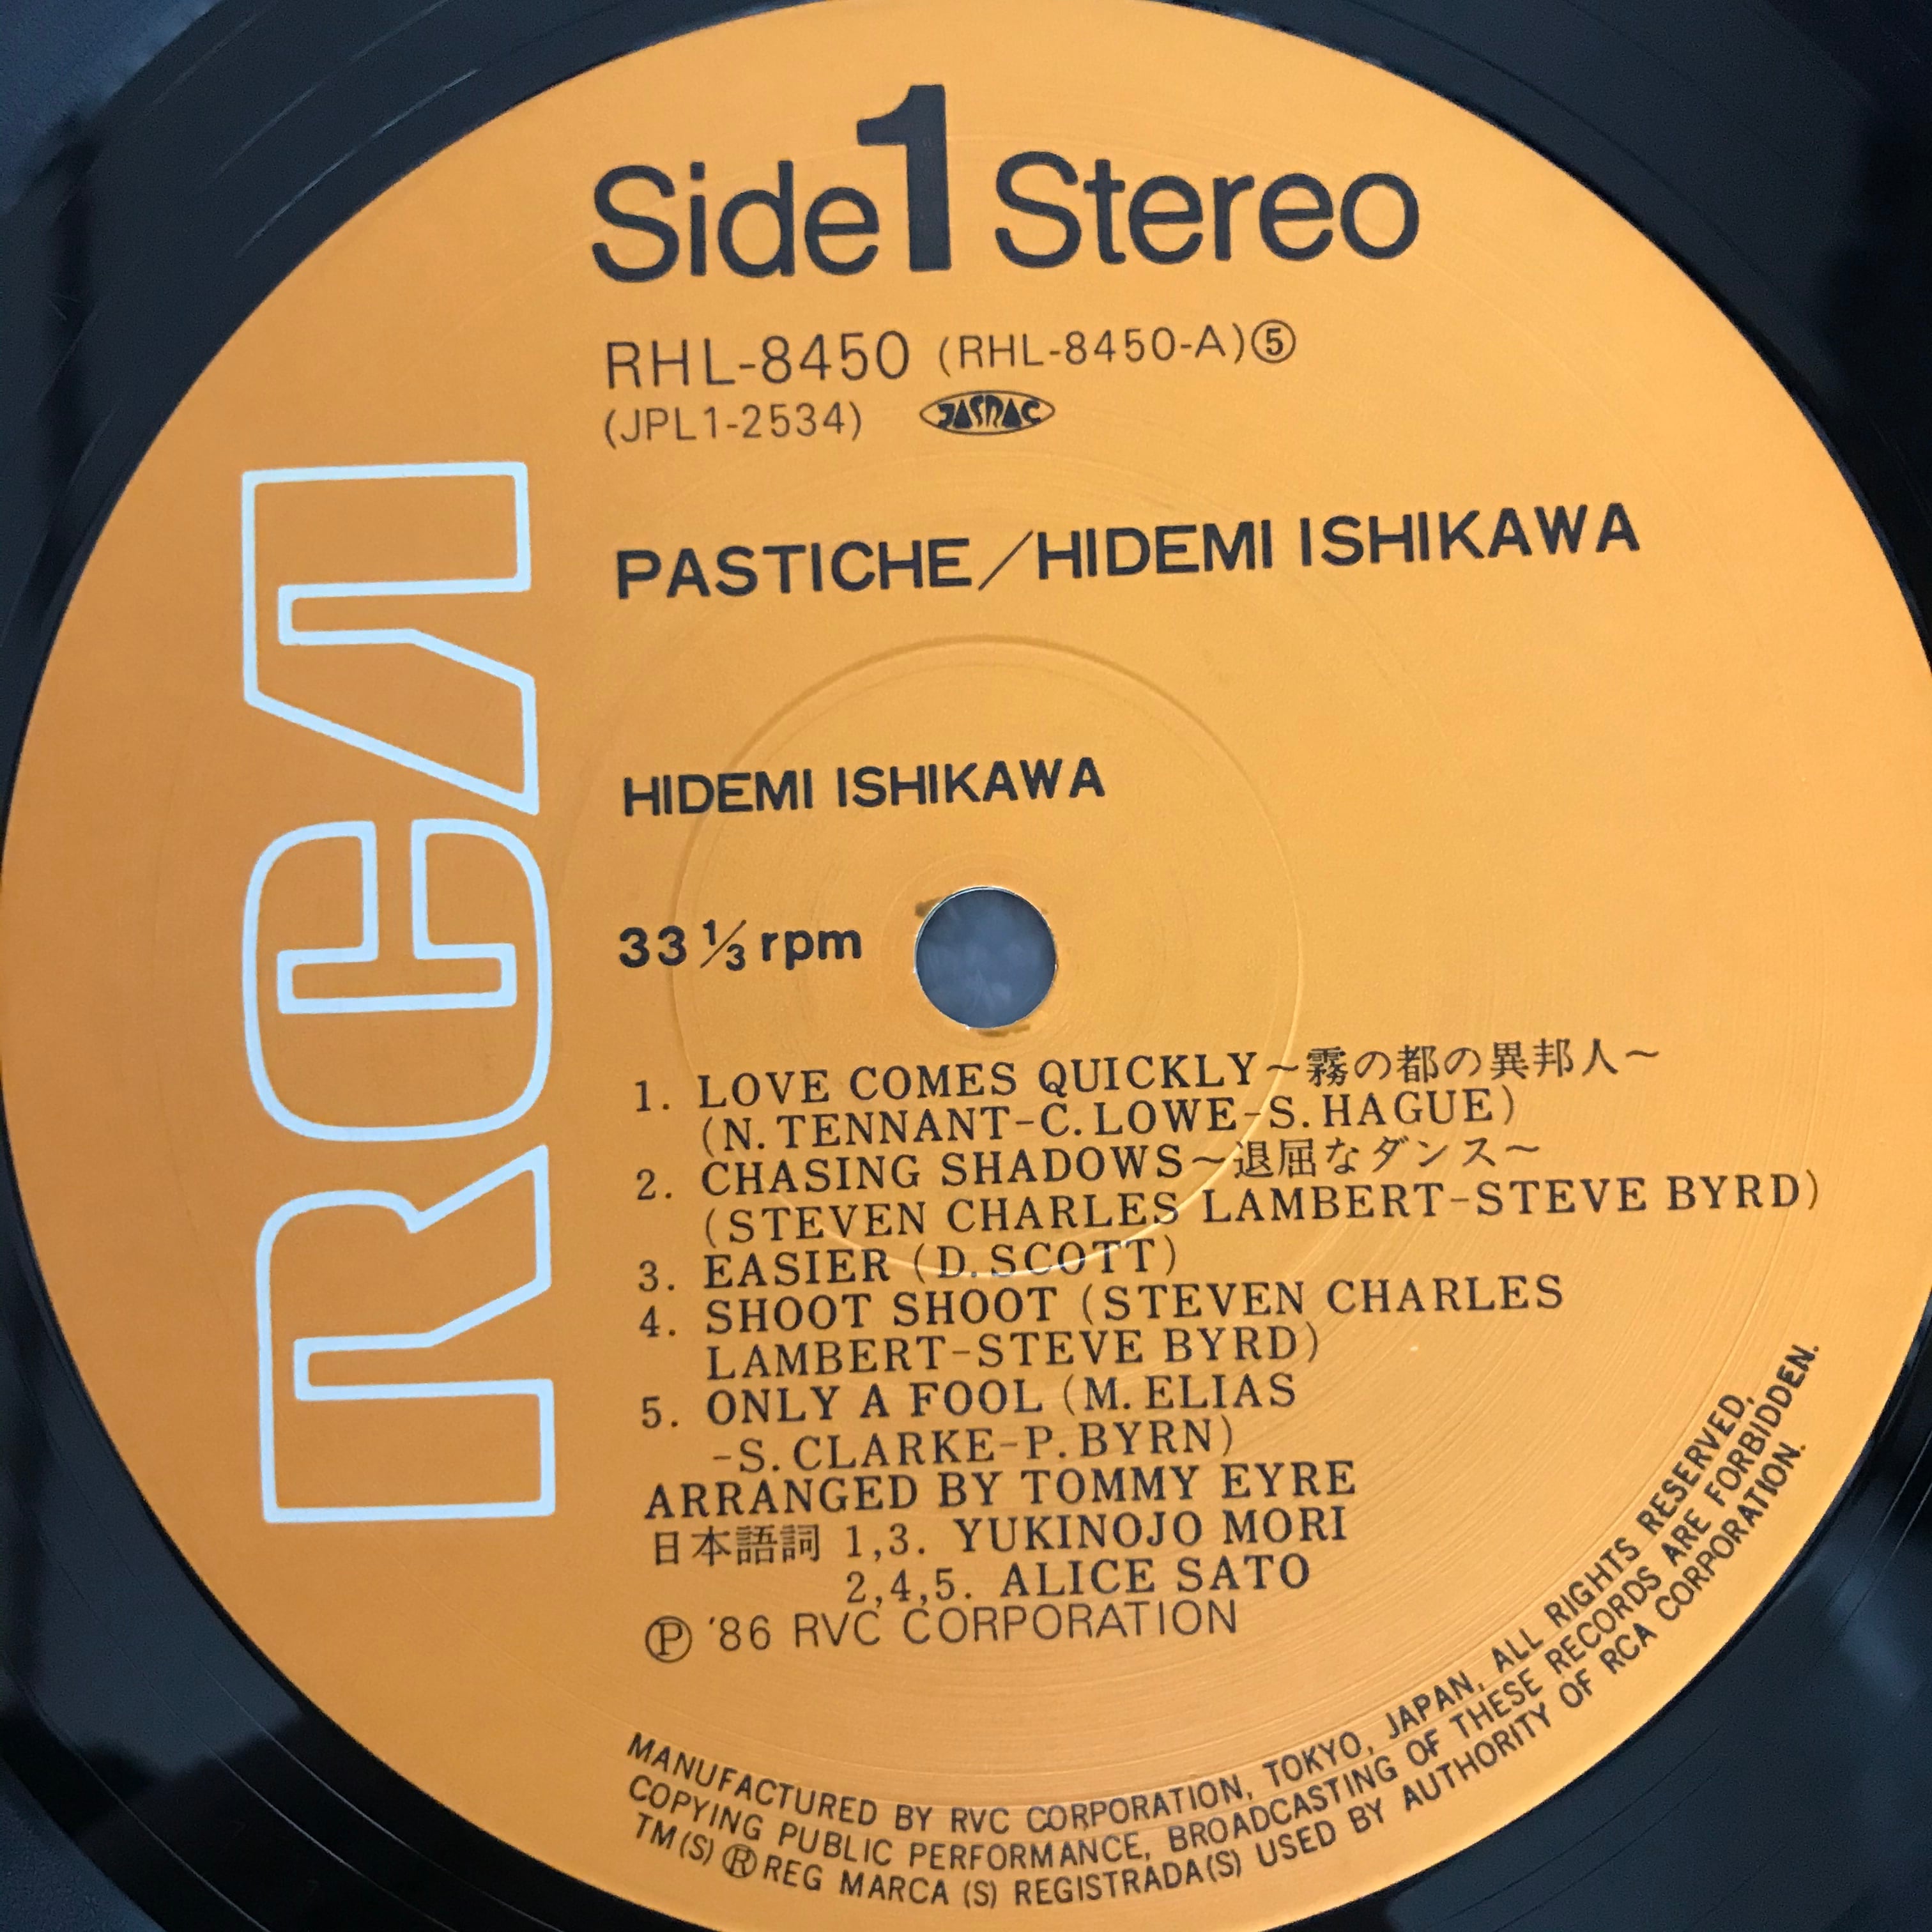 Side 1 Stereo
RHL-8450 (RHL-8450-A)⑤
(JPL1-2534) JASRAC
PASTICHE/HIDEMI ISHIKAWA
HIDEMI ISHIKAWA
33 1/3 rpm
RCA
1. LOVE COMES QUICKLY～霧の都の異邦人～
(N. TENNANT-C. LOWE-S. HAGUE)
2. CHASING SHADOWS～退屈なダンス～
(STEVEN CHARLES LAMBERT-STEVE BYRD)
3. EASIER (D. SCOTT)
4. SHOOT SHOOT (STEVEN CHARLES
LAMBERT-STEVE BYRD)
5. ONLY A FOOL (M. ELIAS
-S. CLARKE-P. BYRN)
ARRANGED BY TOMMY EYRE
日本語詞 1,3. YUKINOJO MORI
2,4,5. ALICE SATO
Ⓟ '86 RVC CORPORATION
MANUFACTURED BY RVC CORPORATION, TOKYO, JAPAN, ALL RIGHTS RESERVED,
COPYING PUBLIC PERFORMANCE, BROADCASTING OF THESE RECORDS ARE FORBIDDEN.
TM(S) ® REG MARCA (S) REGISTRADA(S) USED BY AUTHORITY OF RCA CORPORATION.